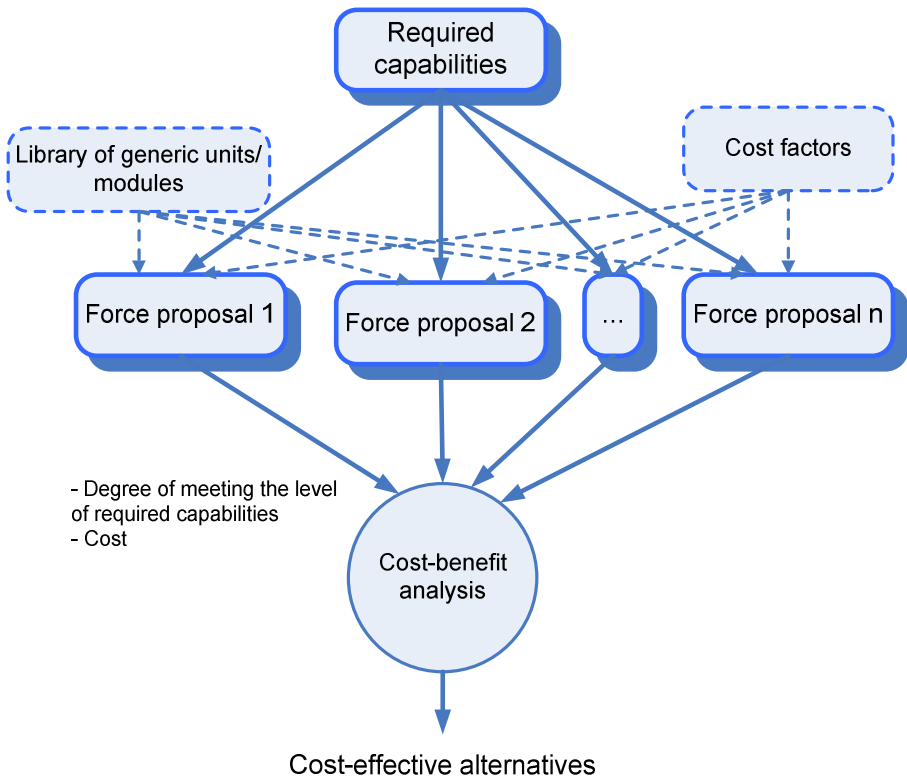 Required
capabilities
Library of generic units/
modules
Cost factors
Force proposal 1
Force proposal 2
...
Force proposal n
- Degree of meeting the level
of required capabilities
- Cost
Cost-benefit
analysis
Cost-effective alternatives